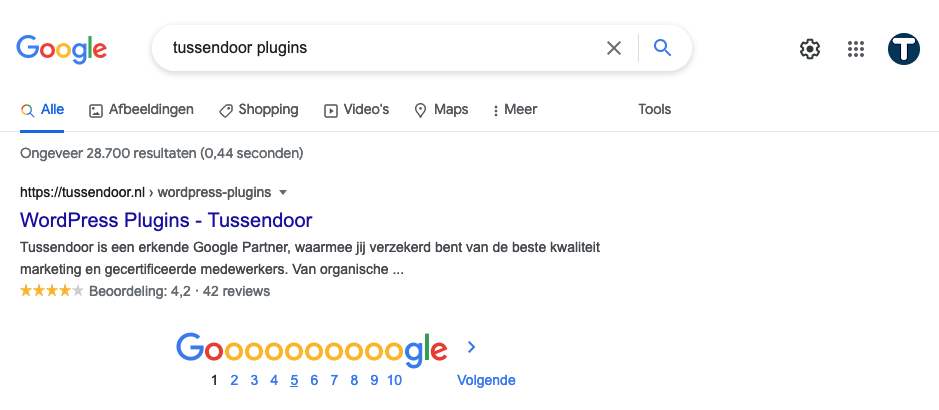 Google
tussendoor plugins
T
Alle Afbeeldingen Shopping Video's Maps Meer Tools
Ongeveer 28.700 resultaten (0,44 seconden)
https://tussendoor.nl › wordpress-plugins
WordPress Plugins - Tussendoor
Tussendoor is een erkende Google Partner, waarmee jij verzekerd bent van de beste kwaliteit
marketing en gecertificeerde medewerkers. Van organische ...
Beoordeling: 4,2 · 42 reviews
Goooooooooogle
1 2 3 4 5 6 7 8 9 10 Volgende